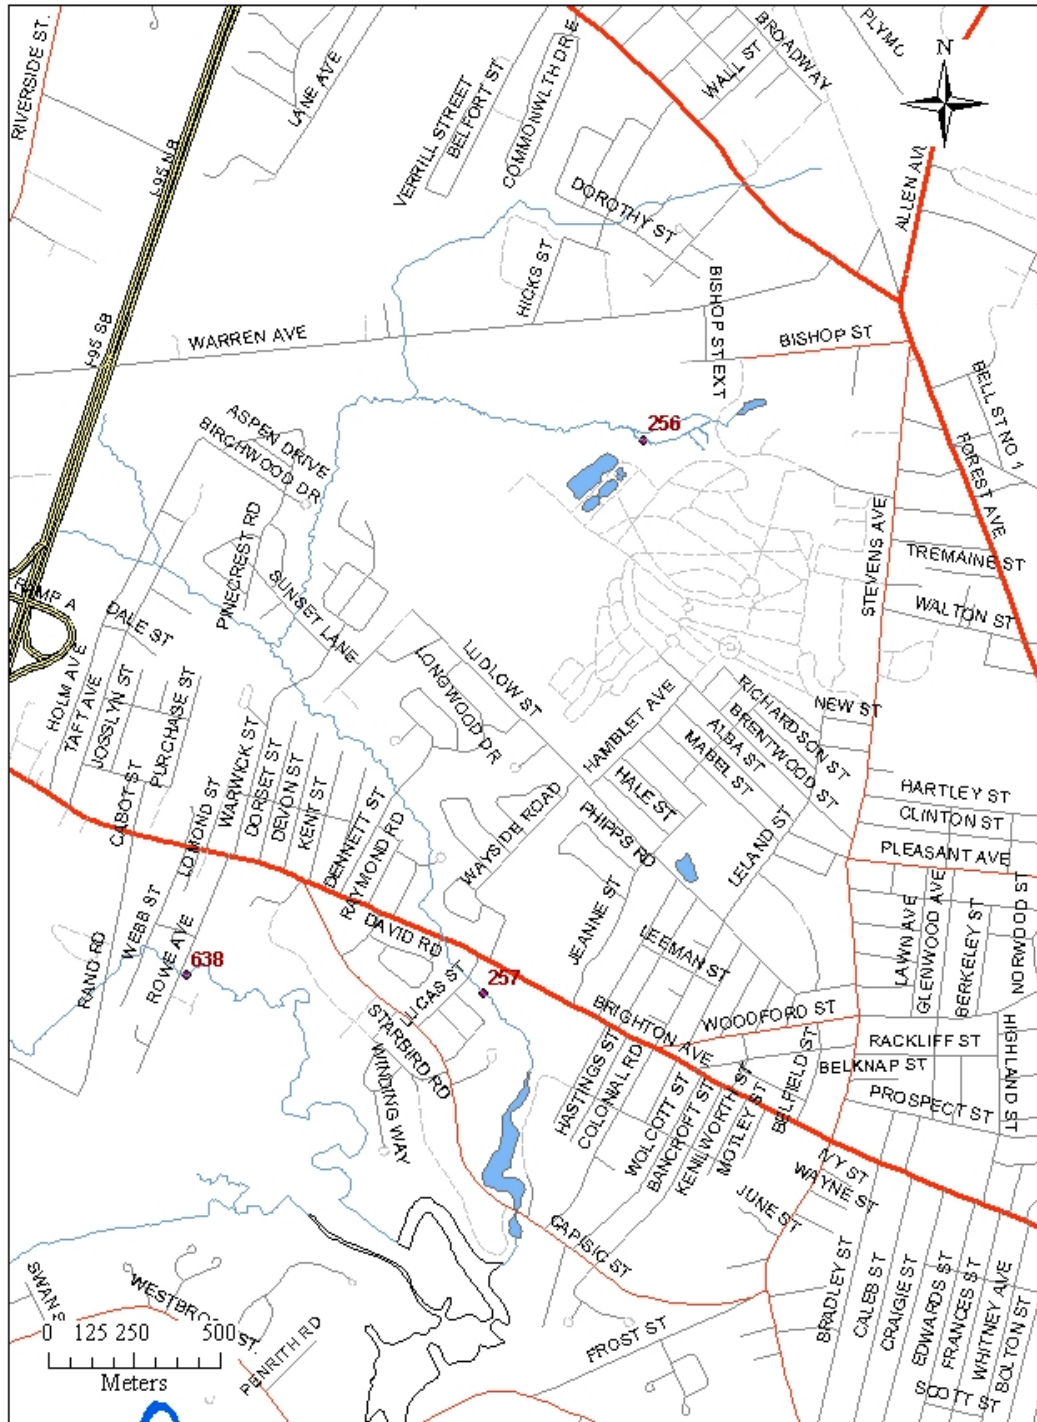 RIVERSIDE ST.
LANE AVE
I-95 NB
VERRILL STREET
BELFORT ST
COMMONWLTH DR E
WALL ST
BROADWAY
N
ALLEN AV
DOROTHY ST
HICKS ST
BISHOP ST EXT
WARREN AVE
I-95 SB
BISHOP ST
BELL ST NO 1
FOREST AVE
ASPEN DRIVE
BIRCHWOOD DR
256
PINECREST RD
SUNSET LANE
STEVENS AVE
TREMAINE ST
WALTON ST
RAMP A
DALE ST
HOLM AVE
TAFT AVE
JOSSLYN ST
PURCHASE ST
CABOT ST
LUDLOW ST
LONGWOOD DR
HAMBLET AVE
RICHARDSON ST
BRENTWOOD ST
ALBA ST
MABEL ST
NEW ST
HALE ST
PHIPPS RD
LELAND ST
HARTLEY ST
CLINTON ST
PLEASANT AVE
LOMOND ST
WARWICK ST
DORSET ST
DEVON ST
KENT ST
DENNETT ST
RAYMOND RD
WAYSIDE ROAD
JEANNE ST
LEEMAN ST
LAWN AVE
GLENWOOD AVE
BERKELEY ST
NORWOOD ST
WEBB ST
ROWE AVE
RAND RD
638
DAVID RD
LUCAS ST
257
STARBIRD RD
WINDING WAY
BRIGHTON AVE
WOODFORD ST
RACKLIFF ST
BELKNAP ST
PROSPECT ST
HIGHLAND ST
HASTINGS ST
COLONIAL RD
WOLCOTT ST
BANCROFT ST
KENILWORTH ST
MOTLEY ST
BELFIELD ST
IVY ST
WAYNE ST
JUNE ST
CAPISIC ST
BRADLEY ST
CALEB ST
CRAIGIE ST
EDWARDS ST
FRANCES ST
WHITNEY AVE
BOLTON ST
SCOTT ST
FROST ST
PENRITH RD
0 125 250 500
Meters